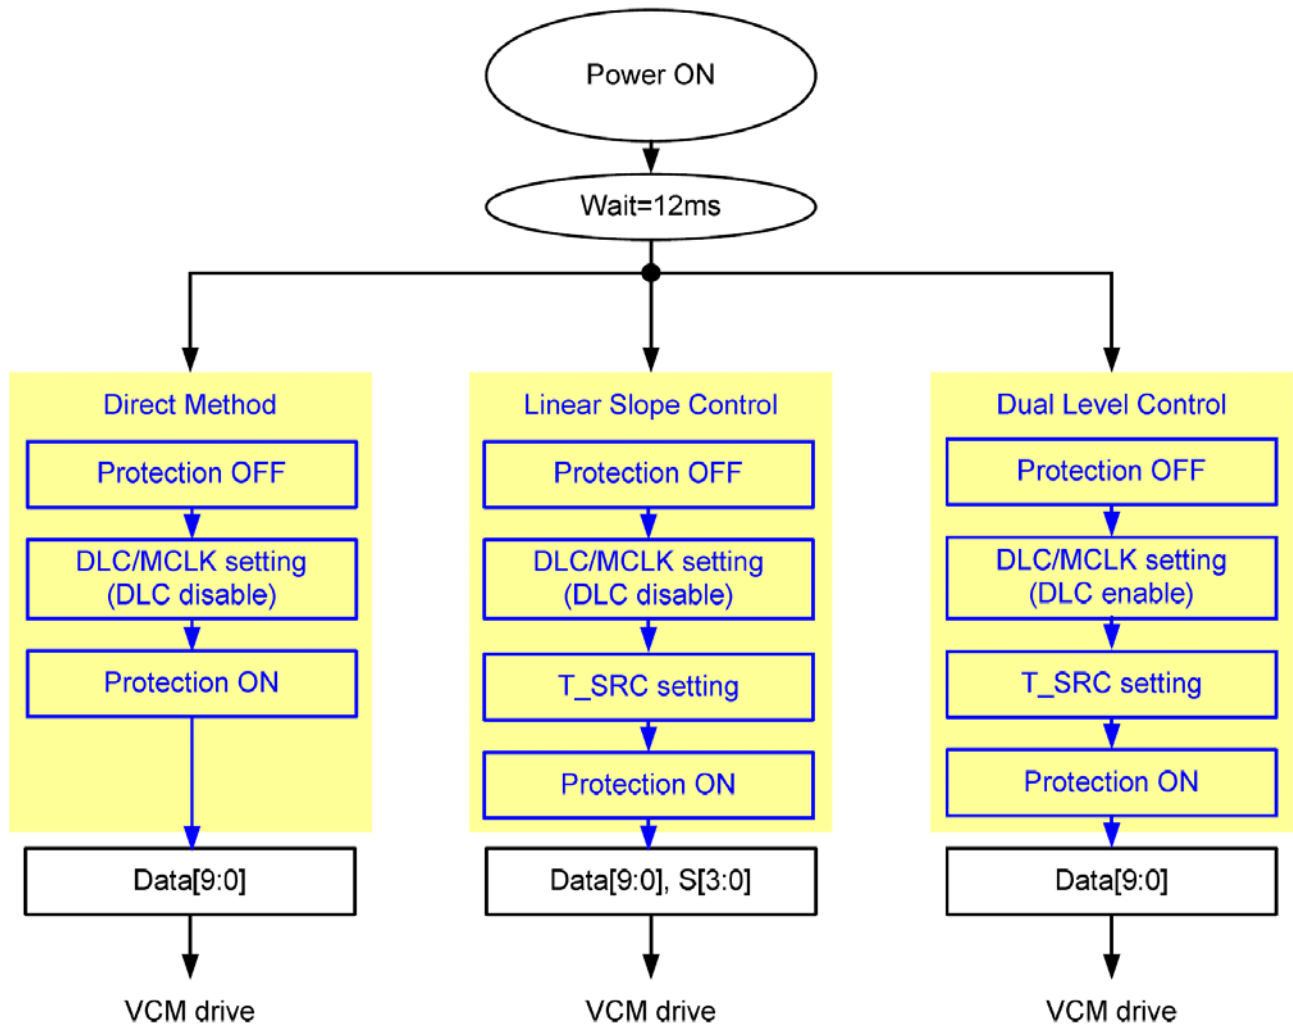 Power ON
Wait=12ms
Direct Method
Protection OFF
DLC/MCLK setting
(DLC disable)
Protection ON
Data[9:0]
VCM drive
Linear Slope Control
Protection OFF
DLC/MCLK setting
(DLC disable)
T_SRC setting
Protection ON
Data[9:0], S[3:0]
VCM drive
Dual Level Control
Protection OFF
DLC/MCLK setting
(DLC enable)
T_SRC setting
Protection ON
Data[9:0]
VCM drive